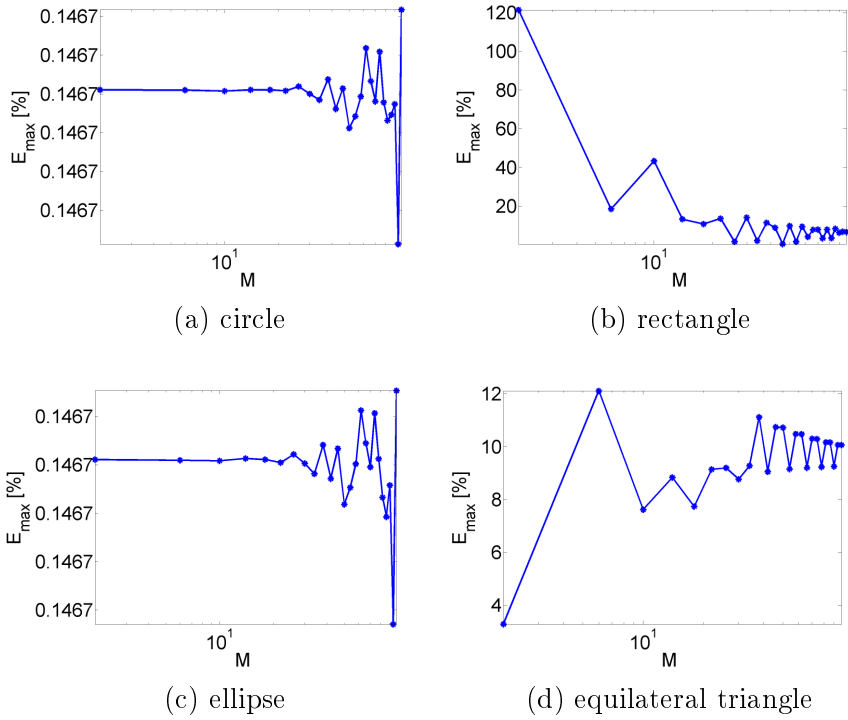 0.1467
0.1467
0.1467
0.1467
0.1467
0.1467
E_max [%]
10^1
M
(a) circle
120
100
80
60
40
20
E_max [%]
10^1
M
(b) rectangle
0.1467
0.1467
0.1467
0.1467
0.1467
E_max [%]
10^1
M
(c) ellipse
12
10
8
6
4
E_max [%]
10^1
M
(d) equilateral triangle